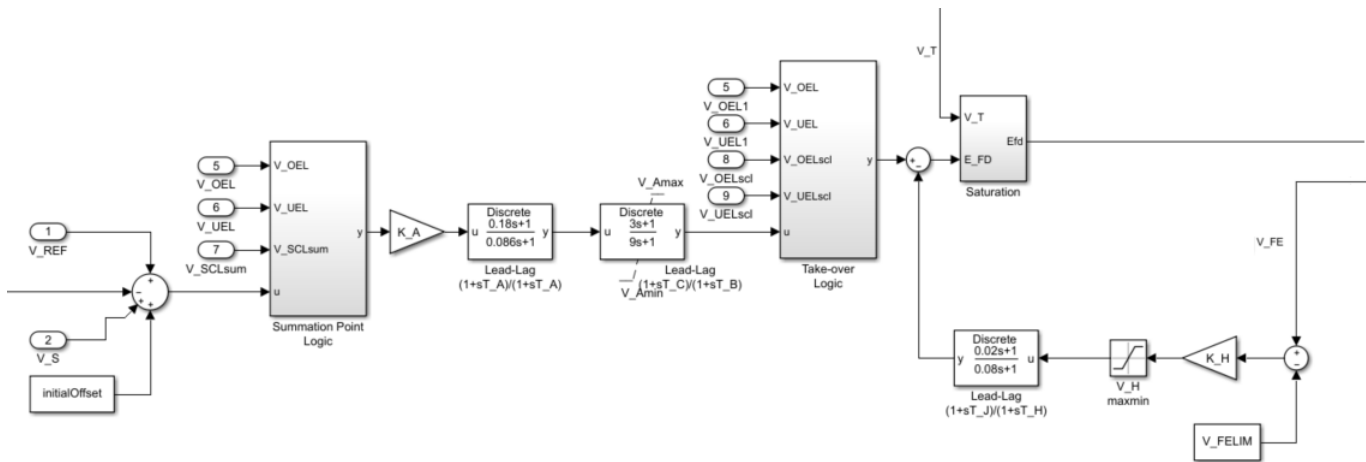 1
V_REF
2
V_S
initialOffset
5
V_OEL
6
V_UEL
7
V_SCLsum
V_OEL
V_UEL
V_SCLsum
u
y
Summation Point
Logic
K_A
Discrete
u
0.18s+1
0.086s+1
y
Lead-Lag
(1+sT_A)/(1+sT_A)
V_Amax
Discrete
u
3s+1
9s+1
y
Lead-Lag
(1+sT_C)/(1+sT_B)
V_Amin
5
V_OEL1
6
V_UEL1
8
V_OELscl
9
V_UELscl
V_OEL
V_UEL
V_OELscl
V_UELscl
u
y
Take-over
Logic
V_T
V_T
E_FD
Efd
Saturation
V_FE
V_FELIM
K_H
V_H
maxmin
Discrete
y
0.02s+1
0.08s+1
u
Lead-Lag
(1+sT_J)/(1+sT_H)